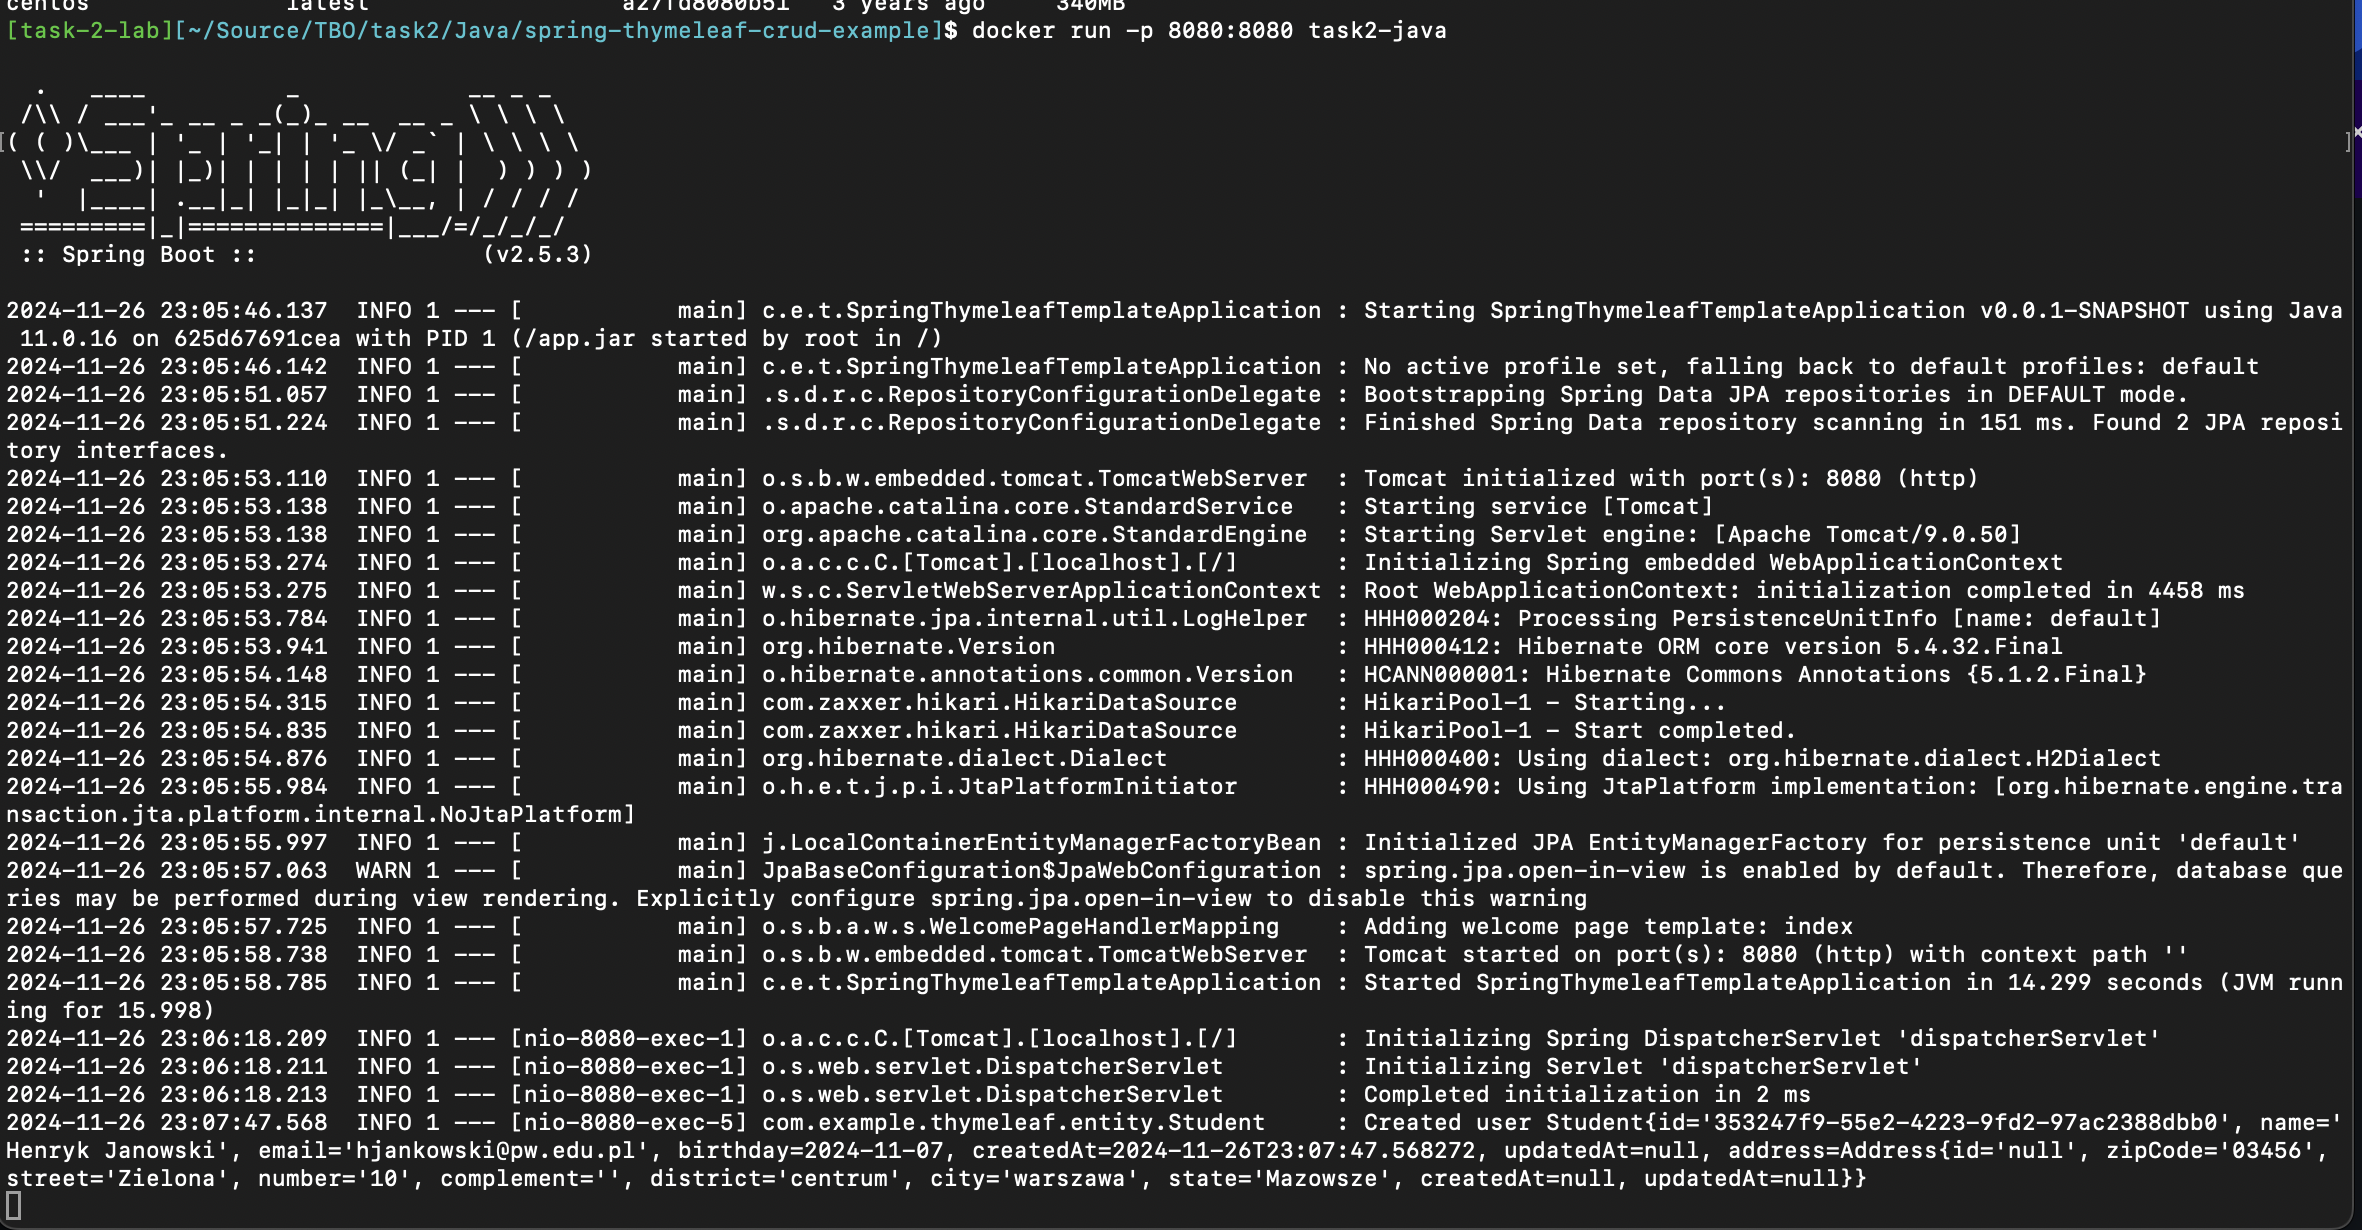 centos              latest                  a27fd8080b51   3 years ago     340MB
[task-2-lab][~/Source/TBO/task2/Java/spring-thymeleaf-crud-example]$ docker run -p 8080:8080 task2-java

  .   ____          _            __ _ _
 /\\ / ___'_ __ _ _(_)_ __  __ _ \ \ \ \
( ( )\___ | '_ | '_| | '_ \/ _` | \ \ \ \
 \\/  ___)| |_)| | | | | || (_| |  ) ) ) )
  '  |____| .__|_| |_|_| |_\__, | / / / /
 =========|_|==============|___/=/_/_/_/
 :: Spring Boot ::                (v2.5.3)

2024-11-26 23:05:46.137  INFO 1 --- [           main] c.e.t.SpringThymeleafTemplateApplication : Starting SpringThymeleafTemplateApplication v0.0.1-SNAPSHOT using Java
 11.0.16 on 625d67691cea with PID 1 (/app.jar started by root in /)
2024-11-26 23:05:46.142  INFO 1 --- [           main] c.e.t.SpringThymeleafTemplateApplication : No active profile set, falling back to default profiles: default
2024-11-26 23:05:51.057  INFO 1 --- [           main] .s.d.r.c.RepositoryConfigurationDelegate : Bootstrapping Spring Data JPA repositories in DEFAULT mode.
2024-11-26 23:05:51.224  INFO 1 --- [           main] .s.d.r.c.RepositoryConfigurationDelegate : Finished Spring Data repository scanning in 151 ms. Found 2 JPA reposi
tory interfaces.
2024-11-26 23:05:53.110  INFO 1 --- [           main] o.s.b.w.embedded.tomcat.TomcatWebServer  : Tomcat initialized with port(s): 8080 (http)
2024-11-26 23:05:53.138  INFO 1 --- [           main] o.apache.catalina.core.StandardService   : Starting service [Tomcat]
2024-11-26 23:05:53.138  INFO 1 --- [           main] org.apache.catalina.core.StandardEngine  : Starting Servlet engine: [Apache Tomcat/9.0.50]
2024-11-26 23:05:53.274  INFO 1 --- [           main] o.a.c.c.C.[Tomcat].[localhost].[/]       : Initializing Spring embedded WebApplicationContext
2024-11-26 23:05:53.275  INFO 1 --- [           main] w.s.c.ServletWebServerApplicationContext : Root WebApplicationContext: initialization completed in 4458 ms
2024-11-26 23:05:53.784  INFO 1 --- [           main] o.hibernate.jpa.internal.util.LogHelper  : HHH000204: Processing PersistenceUnitInfo [name: default]
2024-11-26 23:05:53.941  INFO 1 --- [           main] org.hibernate.Version                    : HHH000412: Hibernate ORM core version 5.4.32.Final
2024-11-26 23:05:54.148  INFO 1 --- [           main] o.hibernate.annotations.common.Version   : HCANN000001: Hibernate Commons Annotations {5.1.2.Final}
2024-11-26 23:05:54.315  INFO 1 --- [           main] com.zaxxer.hikari.HikariDataSource       : HikariPool-1 - Starting...
2024-11-26 23:05:54.835  INFO 1 --- [           main] com.zaxxer.hikari.HikariDataSource       : HikariPool-1 - Start completed.
2024-11-26 23:05:54.876  INFO 1 --- [           main] org.hibernate.dialect.Dialect            : HHH000400: Using dialect: org.hibernate.dialect.H2Dialect
2024-11-26 23:05:55.984  INFO 1 --- [           main] o.h.e.t.j.p.i.JtaPlatformInitiator       : HHH000490: Using JtaPlatform implementation: [org.hibernate.engine.tra
nsaction.jta.platform.internal.NoJtaPlatform]
2024-11-26 23:05:55.997  INFO 1 --- [           main] j.LocalContainerEntityManagerFactoryBean : Initialized JPA EntityManagerFactory for persistence unit 'default'
2024-11-26 23:05:57.063  WARN 1 --- [           main] JpaBaseConfiguration$JpaWebConfiguration : spring.jpa.open-in-view is enabled by default. Therefore, database que
ries may be performed during view rendering. Explicitly configure spring.jpa.open-in-view to disable this warning
2024-11-26 23:05:57.725  INFO 1 --- [           main] o.s.b.a.w.s.WelcomePageHandlerMapping    : Adding welcome page template: index
2024-11-26 23:05:58.738  INFO 1 --- [           main] o.s.b.w.embedded.tomcat.TomcatWebServer  : Tomcat started on port(s): 8080 (http) with context path ''
2024-11-26 23:05:58.785  INFO 1 --- [           main] c.e.t.SpringThymeleafTemplateApplication : Started SpringThymeleafTemplateApplication in 14.299 seconds (JVM runn
ing for 15.998)
2024-11-26 23:06:18.209  INFO 1 --- [nio-8080-exec-1] o.a.c.c.C.[Tomcat].[localhost].[/]       : Initializing Spring DispatcherServlet 'dispatcherServlet'
2024-11-26 23:06:18.211  INFO 1 --- [nio-8080-exec-1] o.s.web.servlet.DispatcherServlet        : Initializing Servlet 'dispatcherServlet'
2024-11-26 23:06:18.213  INFO 1 --- [nio-8080-exec-1] o.s.web.servlet.DispatcherServlet        : Completed initialization in 2 ms
2024-11-26 23:07:47.568  INFO 1 --- [nio-8080-exec-5] com.example.thymeleaf.entity.Student     : Created user Student{id='353247f9-55e2-4223-9fd2-97ac2388dbb0', name='
Henryk Janowski', email='hjankowski@pw.edu.pl', birthday=2024-11-07, createdAt=2024-11-26T23:07:47.568272, updatedAt=null, address=Address{id='null', zipCode='03456',
street='Zielona', number='10', complement='', district='centrum', city='warszawa', state='Mazowsze', createdAt=null, updatedAt=null}}